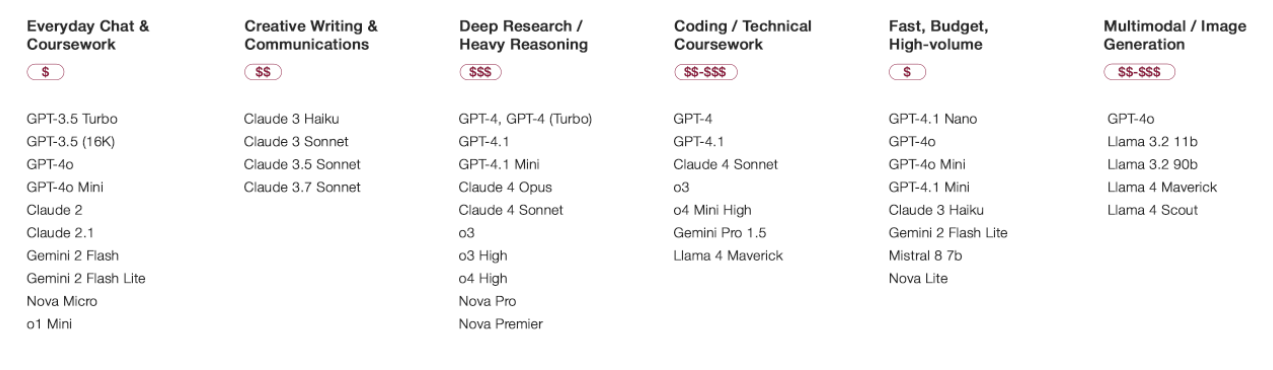 Everyday Chat &
Coursework
$
GPT-3.5 Turbo
GPT-3.5 (16K)
GPT-4o
GPT-4o Mini
Claude 2
Claude 2.1
Gemini 2 Flash
Gemini 2 Flash Lite
Nova Micro
o1 Mini
Creative Writing &
Communications
$$
Claude 3 Haiku
Claude 3 Sonnet
Claude 3.5 Sonnet
Claude 3.7 Sonnet
Deep Research /
Heavy Reasoning
$$$
GPT-4, GPT-4 (Turbo)
GPT-4.1
GPT-4.1 Mini
Claude 4 Opus
Claude 4 Sonnet
o3
o3 High
o4 High
Nova Pro
Nova Premier
Coding / Technical
Coursework
$$-$$$
GPT-4
GPT-4.1
Claude 4 Sonnet
o3
o4 Mini High
Gemini Pro 1.5
Llama 4 Maverick
Fast, Budget,
High-volume
$
GPT-4.1 Nano
GPT-4o
GPT-4o Mini
GPT-4.1 Mini
Claude 3 Haiku
Gemini 2 Flash Lite
Mistral 8 7b
Nova Lite
Multimodal / Image
Generation
$$-$$$
GPT-4o
Llama 3.2 11b
Llama 3.2 90b
Llama 4 Maverick
Llama 4 Scout